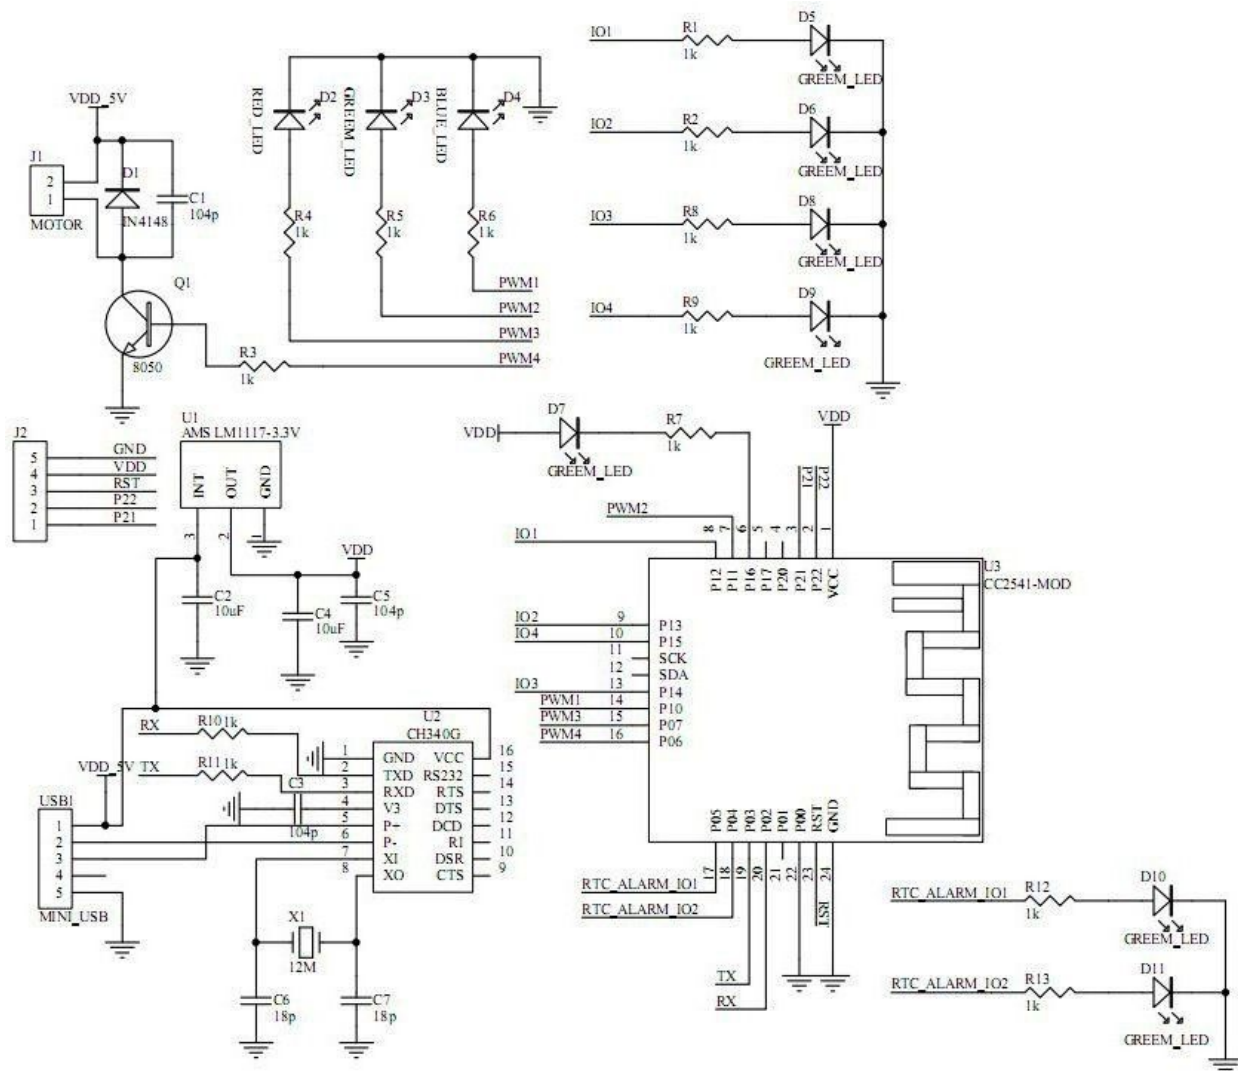 VDD_5V
J1
2
1
MOTOR
D1
IN4148
C1
104p
Q1
8050
R3
1k
RED_LED
D2
GREEM_LED
D3
BLUE_LED
D4
R4
1k
R5
1k
R6
1k
PWM1
PWM2
PWM3
PWM4
IO1
R1
1k
D5
GREEM_LED
IO2
R2
1k
D6
GREEM_LED
IO3
R8
1k
D8
GREEM_LED
IO4
R9
1k
D9
GREEM_LED
J2
5 GND
4 VDD
3 RST
2 P22
1 P21
U1
AMS LM1117-3.3V
INT OUT GND
3 2 1
VDD
C2
10uF
C4
10uF
C5
104p
VDD
D7
GREEM_LED
R7
1k
VDD
P21
P22
PWM2
IO1
8 7 6 5 4 3 2 1
P12 P11 P16 P17 P20 P21 P22 VCC
U3
CC2541-MOD
IO2 9 P13
IO4 10 P15
11 SCK
12 SDA
IO3 13 P14
PWM1 14 P10
PWM3 15 P07
PWM4 16 P06
P05 P04 P03 P02 P01 P00 RST GND
17 18 19 20 21 22 23 24
RST
RTC_ALARM_IO1
RTC_ALARM_IO2
TX
RX
RX
R10 1k
TX
R11 1k
VDD_5V
C3
104p
U2
CH340G
1 GND VCC 16
2 TXD RS232 15
3 RXD RTS 14
4 V3 DTS 13
5 P+ DCD 12
6 P- RI 11
7 XI DSR 10
8 XO CTS 9
USB1
1
2
3
4
5
MINI_USB
X1
12M
C6
18p
C7
18p
RTC_ALARM_IO1
R12
1k
D10
GREEM_LED
RTC_ALARM_IO2
R13
1k
D11
GREEM_LED